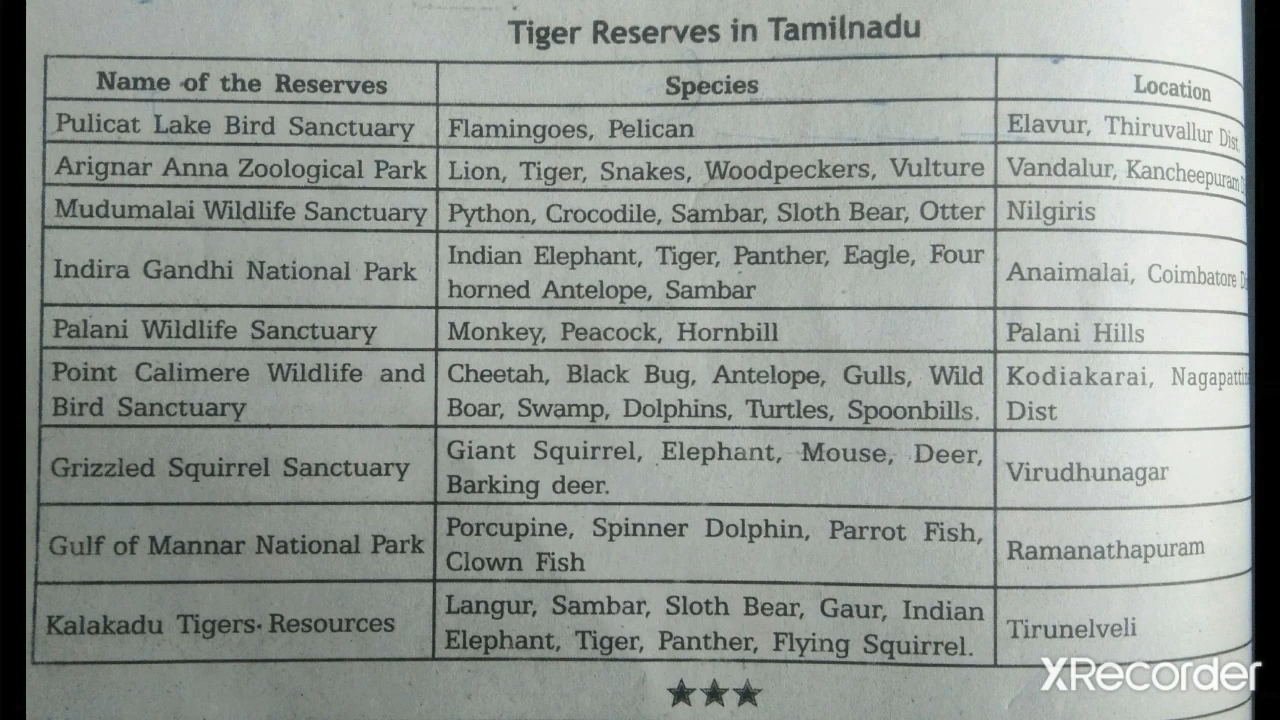 Tiger Reserves in Tamilnadu
Name of the Reserves Species Location
Pulicat Lake Bird Sanctuary Flamingoes, Pelican Elavur, Thiruvallur Dist.
Arignar Anna Zoological Park Lion, Tiger, Snakes, Woodpeckers, Vulture Vandalur, Kancheepuram
Mudumalai Wildlife Sanctuary Python, Crocodile, Sambar, Sloth Bear, Otter Nilgiris
Indira Gandhi National Park
Indian Elephant, Tiger, Panther, Eagle, Four
horned Antelope, Sambar
Anaimalai, Coimbatore
Palani Wildlife Sanctuary Monkey, Peacock, Hornbill Palani Hills
Point Calimere Wildlife and
Bird Sanctuary
Cheetah, Black Bug, Antelope, Gulls, Wild
Boar, Swamp, Dolphins, Turtles, Spoonbills.
Kodiakarai,
Dist
Grizzled Squirrel Sanctuary
Giant Squirrel, Elephant, Mouse, Deer,
Barking deer.
Virudhunagar
Gulf of Mannar National Park
Porcupine, Spinner Dolphin, Parrot Fish,
Clown Fish
Ramanathapuram
Kalakadu Tigers Resources
Langur, Sambar, Sloth Bear, Gaur, Indian
Elephant, Tiger, Panther, Flying Squirrel.
Tirunelveli
XRecorder